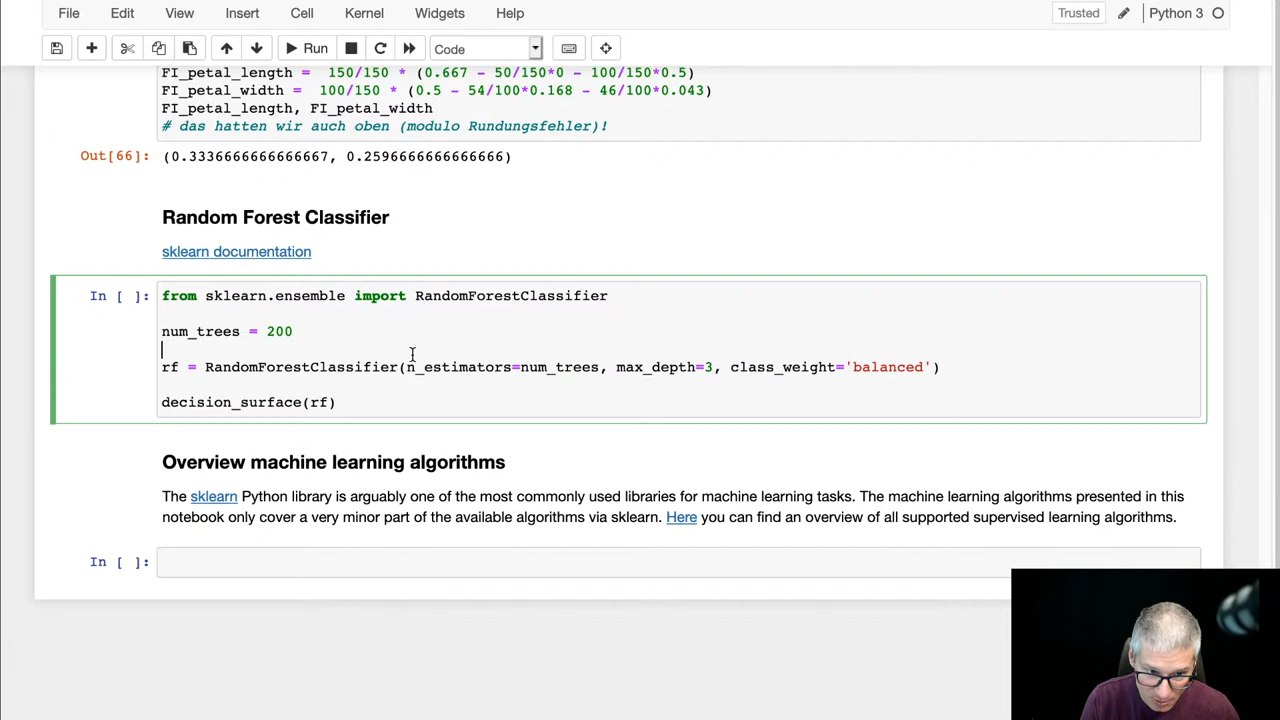 File Edit View Insert Cell Kernel Widgets Help Trusted Python 3
Run Code
FI_petal_length =  150/150 * (0.667 - 50/150*0 - 100/150*0.5)
FI_petal_width =  100/150 * (0.5 - 54/100*0.168 - 46/100*0.043)
FI_petal_length, FI_petal_width
# das hatten wir auch oben (modulo Rundungsfehler)!
Out[66]: (0.3336666666666667, 0.2596666666666666)
Random Forest Classifier
sklearn documentation
In [ ]: from sklearn.ensemble import RandomForestClassifier
num_trees = 200
rf = RandomForestClassifier(n_estimators=num_trees, max_depth=3, class_weight='balanced')
decision_surface(rf)
Overview machine learning algorithms
The sklearn Python library is arguably one of the most commonly used libraries for machine learning tasks. The machine learning algorithms presented in this
notebook only cover a very minor part of the available algorithms via sklearn. Here you can find an overview of all supported supervised learning algorithms.
In [ ]: